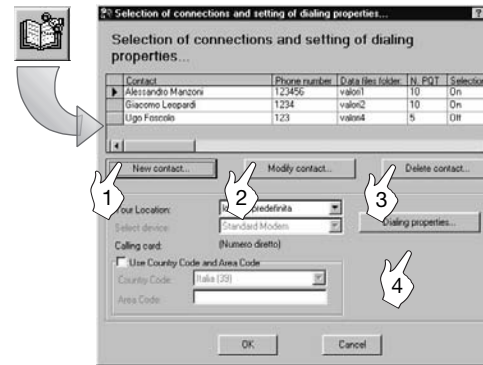 Selection of connections and setting of dialing properties...
Selection of connections and setting of dialing
properties...
Contact Phone number Data files folder. N. PQT Selection
Alessandro Manzoni 123456 valori1 10 On
Giacomo Leopardi 1234 valori2 10 On
Ugo Foscolo 123 valori4 5 Off
New contact... Modify contact... Delete contact...
1 2 3
Your Location: predefinita
Select device: Standard Modem Dialing properties...
Calling card: (Numero diretto)
Use Country Code and Area Code
Country Code: Italia (39)
Area Code:
4
OK Cancel